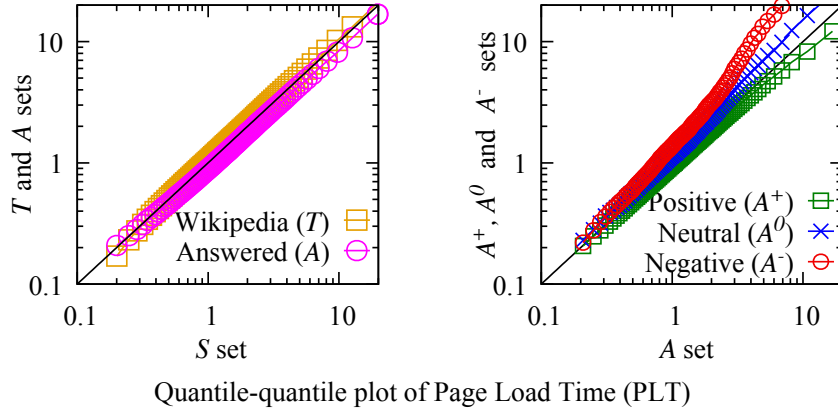 T and A sets
10
1
0.1
0.1
1
10
S set
Wikipedia (T)
Answered (A)
A⁺, A⁰ and A⁻ sets
10
1
0.1
0.1
1
10
A set
Positive (A⁺)
Neutral (A⁰)
Negative (A⁻)
Quantile-quantile plot of Page Load Time (PLT)